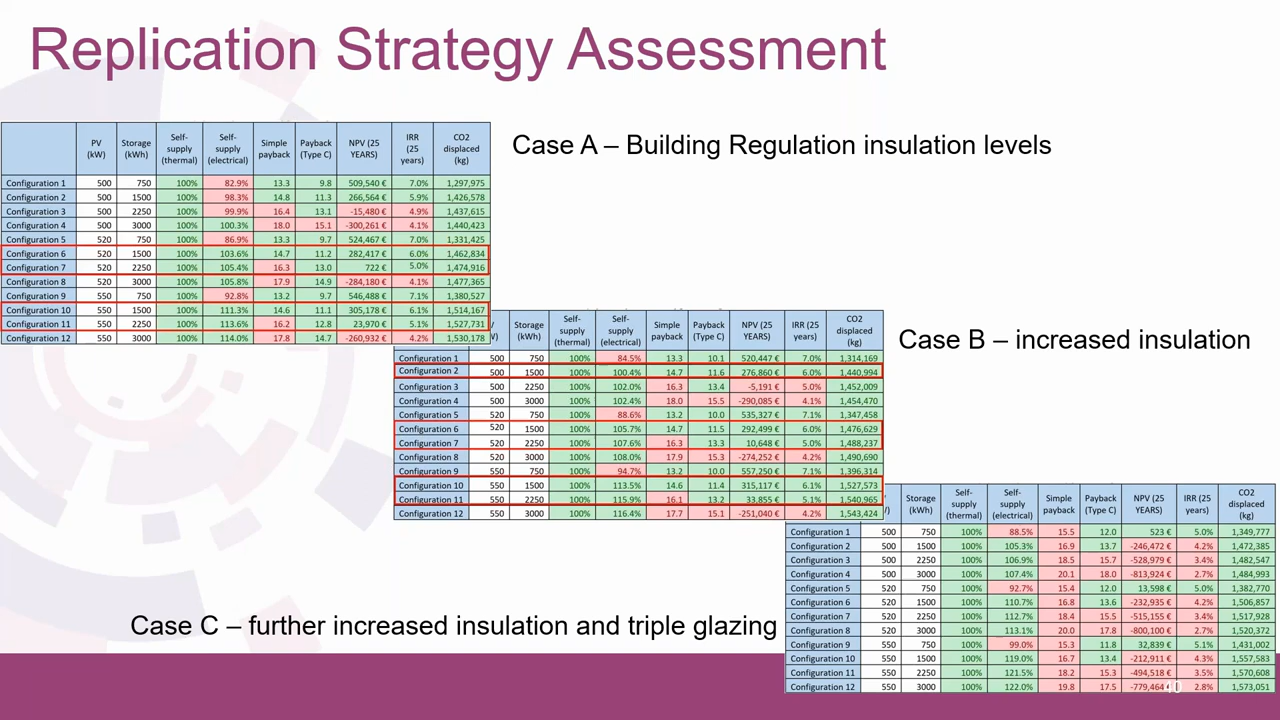 Replication Strategy Assessment
PV (kW) Storage (kWh) Self-supply (thermal) Self-supply (electrical) Simple payback Payback (Type C) NPV (25 YEARS) IRR (25 years) CO2 displaced (kg)
Configuration 1 500 750 100% 82.9% 13.3 9.8 509,540 € 7.0% 1,297,975
Configuration 2 500 1500 100% 98.3% 14.8 11.3 266,564 € 5.9% 1,426,578
Configuration 3 500 2250 100% 99.9% 16.4 13.1 -15,480 € 4.9% 1,437,615
Configuration 4 500 3000 100% 100.3% 18.0 15.1 -300,261 € 4.1% 1,440,423
Configuration 5 520 750 100% 86.9% 13.3 9.7 524,467 € 7.0% 1,331,425
Configuration 6 520 1500 100% 103.6% 14.7 11.2 282,417 € 6.0% 1,462,834
Configuration 7 520 2250 100% 105.4% 16.3 13.0 722 € 5.0% 1,474,916
Configuration 8 520 3000 100% 105.8% 17.9 14.9 -284,180 € 4.1% 1,477,365
Configuration 9 550 750 100% 92.8% 13.2 9.7 546,488 € 7.1% 1,380,527
Configuration 10 550 1500 100% 111.3% 14.6 11.1 305,178 € 6.1% 1,514,167
Configuration 11 550 2250 100% 113.6% 16.2 12.8 23,970 € 5.1% 1,527,731
Configuration 12 550 3000 100% 114.0% 17.8 14.7 -260,932 € 4.2% 1,530,178
Case A – Building Regulation insulation levels
Storage (kWh) Self-supply (thermal) Self-supply (electrical) Simple payback Payback (Type C) NPV (25 YEARS) IRR (25 years) CO2 displaced (kg)
Configuration 1 500 750 100% 84.5% 13.3 10.1 520,447 € 7.0% 1,314,169
Configuration 2 500 1500 100% 100.4% 14.7 11.6 276,860 € 6.0% 1,440,994
Configuration 3 500 2250 100% 102.0% 16.3 13.4 -5,191 € 5.0% 1,452,009
Configuration 4 500 3000 100% 102.4% 18.0 15.5 -290,085 € 4.1% 1,454,470
Configuration 5 520 750 100% 88.6% 13.2 10.0 535,327 € 7.1% 1,347,458
Configuration 6 520 1500 100% 105.7% 14.7 11.5 292,499 € 6.0% 1,476,629
Configuration 7 520 2250 100% 107.6% 16.3 13.3 10,648 € 5.0% 1,488,237
Configuration 8 520 3000 100% 108.0% 17.9 15.3 -274,252 € 4.2% 1,490,690
Configuration 9 550 750 100% 94.7% 13.2 10.0 557,250 € 7.1% 1,396,314
Configuration 10 550 1500 100% 113.5% 14.6 11.4 315,117 € 6.1% 1,527,573
Configuration 11 550 2250 100% 115.9% 16.1 13.2 33,855 € 5.1% 1,540,965
Configuration 12 550 3000 100% 116.4% 17.7 15.1 -251,040 € 4.2% 1,543,424
Case B – increased insulation
Storage (kWh) Self-supply (thermal) Self-supply (electrical) Simple payback Payback (Type C) NPV (25 YEARS) IRR (25 years) CO2 displaced (kg)
Configuration 1 500 750 100% 88.5% 15.5 12.0 523 € 5.0% 1,349,777
Configuration 2 500 1500 100% 105.3% 16.9 13.7 -246,472 € 4.2% 1,472,385
Configuration 3 500 2250 100% 106.9% 18.5 15.7 -528,979 € 3.4% 1,482,547
Configuration 4 500 3000 100% 107.4% 20.1 18.0 -813,924 € 2.7% 1,484,993
Configuration 5 520 750 100% 92.7% 15.4 12.0 13,598 € 5.0% 1,382,770
Configuration 6 520 1500 100% 110.7% 16.8 13.6 -232,935 € 4.2% 1,506,857
Configuration 7 520 2250 100% 112.7% 18.4 15.5 -515,155 € 3.4% 1,517,928
Configuration 8 520 3000 100% 113.1% 20.0 17.8 -800,100 € 2.7% 1,520,372
Configuration 9 550 750 100% 99.0% 15.3 11.8 32,839 € 5.1% 1,431,002
Configuration 10 550 1500 100% 119.0% 16.7 13.4 -212,911 € 4.3% 1,557,583
Configuration 11 550 2250 100% 121.5% 18.2 15.3 -494,518 € 3.5% 1,570,608
Configuration 12 550 3000 100% 122.0% 19.8 17.5 -779,464 2.8% 1,573,051
Case C – further increased insulation and triple glazing
40